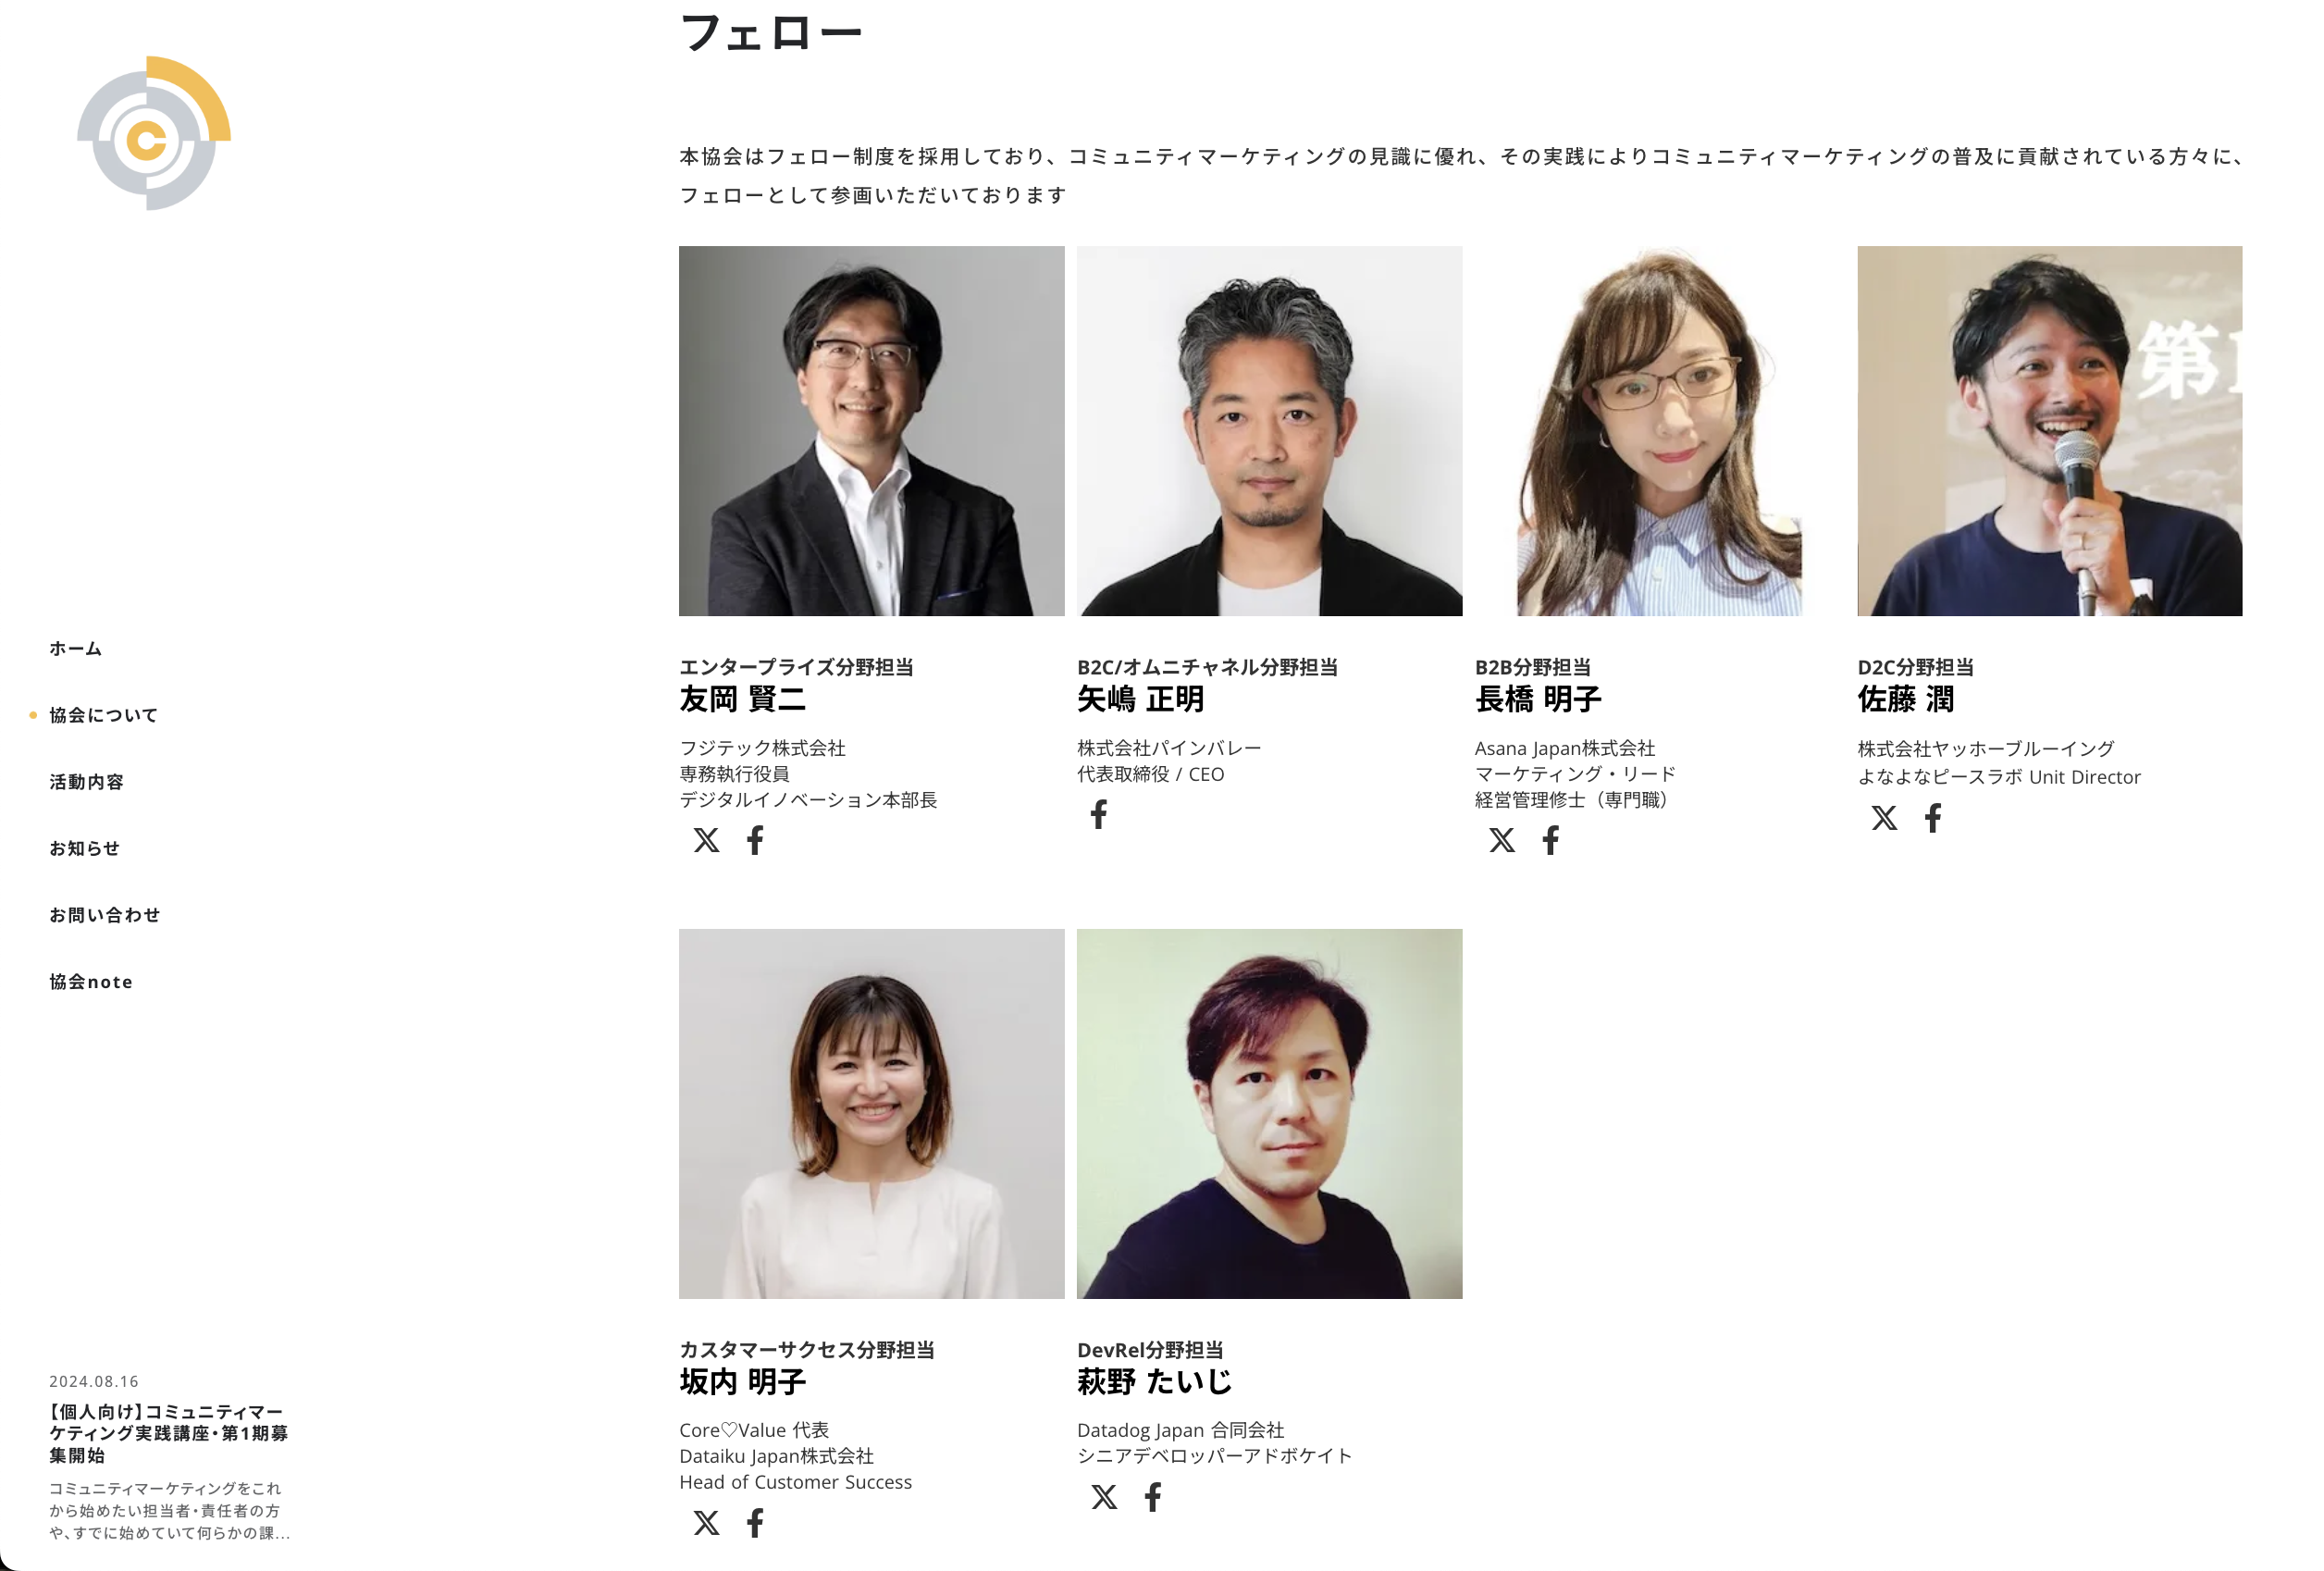 フェロー
本協会はフェロー制度を採用しており、コミュニティマーケティングの見識に優れ、その実践によりコミュニティマーケティングの普及に貢献されている方々に、
フェローとして参画いただいております
第1
エンタープライズ分野担当
友岡 賢二
フジテック株式会社
専務執行役員
デジタルイノベーション本部長
B2C/オムニチャネル分野担当
矢嶋 正明
株式会社パインバレー
代表取締役 / CEO
B2B分野担当
長橋 明子
Asana Japan株式会社
マーケティング・リード
経営管理修士（専門職）
D2C分野担当
佐藤 潤
株式会社ヤッホーブルーイング
よなよなピースラボ Unit Director
カスタマーサクセス分野担当
坂内 明子
Core♡Value 代表
Dataiku Japan株式会社
Head of Customer Success
DevRel分野担当
萩野 たいじ
Datadog Japan 合同会社
シニアデベロッパーアドボケイト
ホーム
協会について
活動内容
お知らせ
お問い合わせ
協会note
2024.08.16
【個人向け】コミュニティマー
ケティング実践講座・第1期募
集開始
コミュニティマーケティングをこれ
から始めたい担当者・責任者の方
や、すでに始めていて何らかの課...